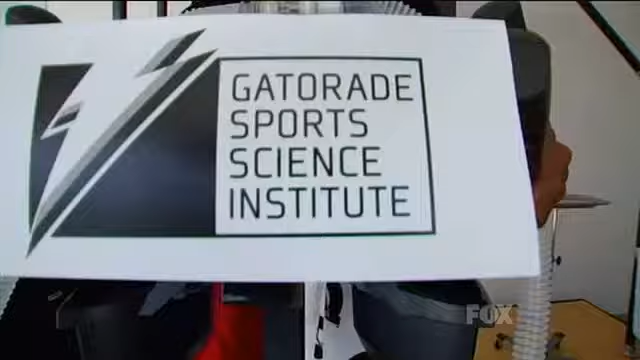 GATORADE
SPORTS
SCIENCE
INSTITUTE
FOX